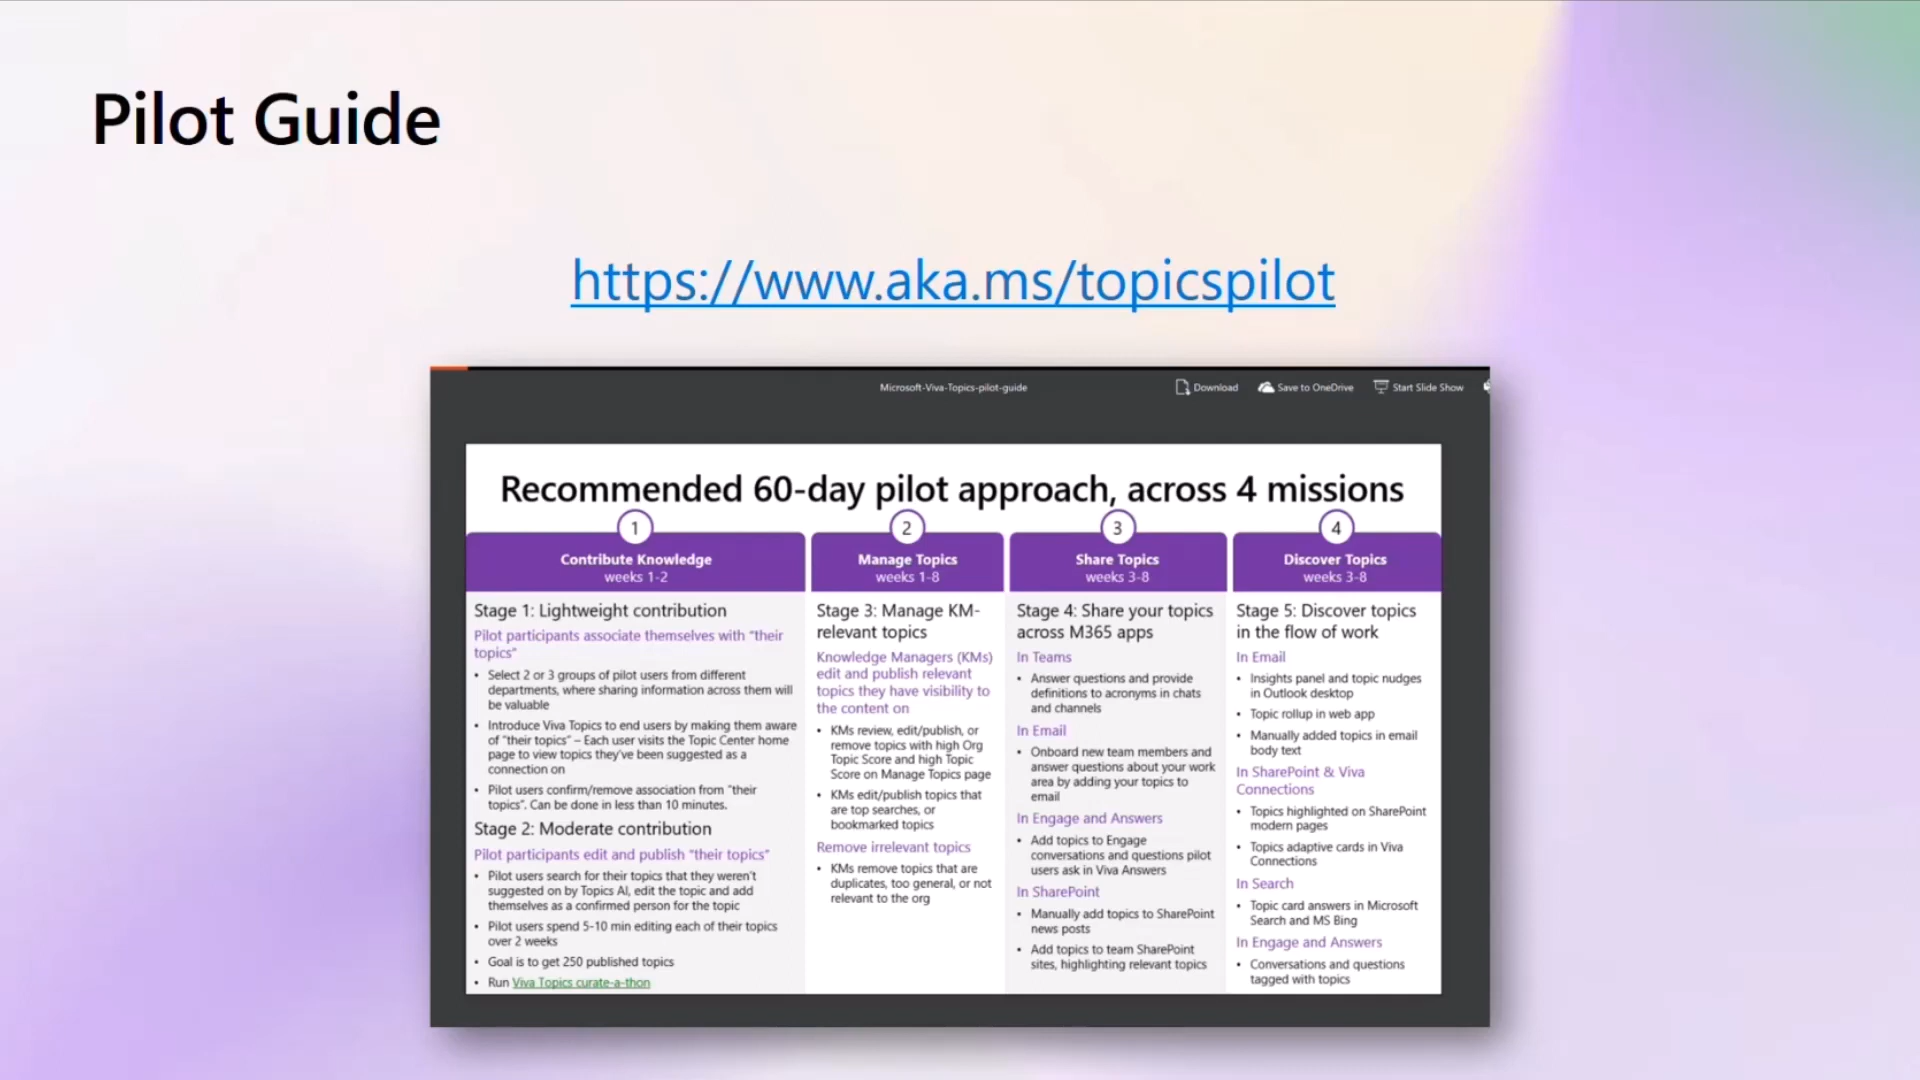 Pilot Guide
https://www.aka.ms/topicspilot
Microsoft-Viva-Topics-pilot-guide
Download
Save to OneDrive
Start Slide Show
Recommended 60-day pilot approach, across 4 missions
1
Contribute Knowledge
weeks 1-2
Stage 1: Lightweight contribution
Pilot participants associate themselves with "their
topics"
• Select 2 or 3 groups of pilot users from different
departments, where sharing information across them will
be valuable
• Introduce Viva Topics to end users by making them aware
of "their topics" – Each user visits the Topic Center home
page to view topics they've been suggested as a
connection on
• Pilot users confirm/remove association from "their
topics". Can be done in less than 10 minutes.
Stage 2: Moderate contribution
Pilot participants edit and publish "their topics"
• Pilot users search for their topics that they weren't
suggested on by Topics AI, edit the topic and add
themselves as a confirmed person for the topic
• Pilot users spend 5-10 min editing each of their topics
over 2 weeks
• Goal is to get 250 published topics
• Run Viva Topics curate-a-thon
2
Manage Topics
weeks 1-8
Stage 3: Manage KM-
relevant topics
Knowledge Managers (KMs)
edit and publish relevant
topics they have visibility to
the content on
• KMs review, edit/publish, or
remove topics with high Org
Topic Score and high Topic
Score on Manage Topics page
• KMs edit/publish topics that
are top searches, or
bookmarked topics
Remove irrelevant topics
• KMs remove topics that are
duplicates, too general, or not
relevant to the org
3
Share Topics
weeks 3-8
Stage 4: Share your topics
across M365 apps
In Teams
• Answer questions and provide
definitions to acronyms in chats
and channels
In Email
• Onboard new team members and
answer questions about your work
area by adding your topics to
email
In Engage and Answers
• Add topics to Engage
conversations and questions pilot
users ask in Viva Answers
In SharePoint
• Manually add topics to SharePoint
news posts
• Add topics to team SharePoint
sites, highlighting relevant topics
4
Discover Topics
weeks 3-8
Stage 5: Discover topics
in the flow of work
In Email
• Insights panel and topic nudges
in Outlook desktop
• Topic rollup in web app
• Manually added topics in email
body text
In SharePoint & Viva
Connections
• Topics highlighted on SharePoint
modern pages
• Topics adaptive cards in Viva
Connections
In Search
• Topic card answers in Microsoft
Search and MS Bing
In Engage and Answers
• Conversations and questions
tagged with topics